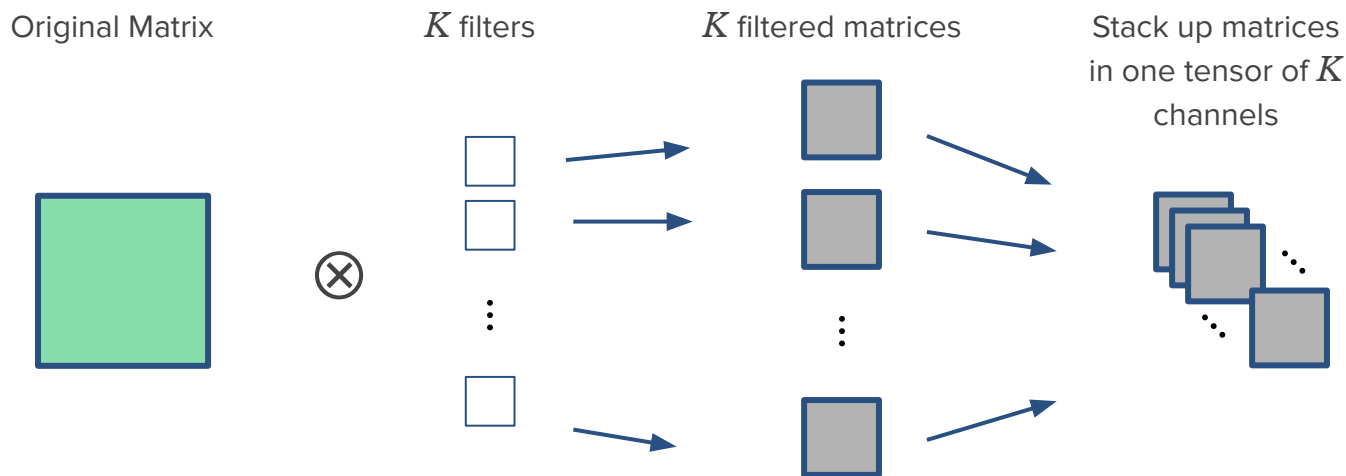 Original Matrix
K filters
K filtered matrices
Stack up matrices
in one tensor of K
channels